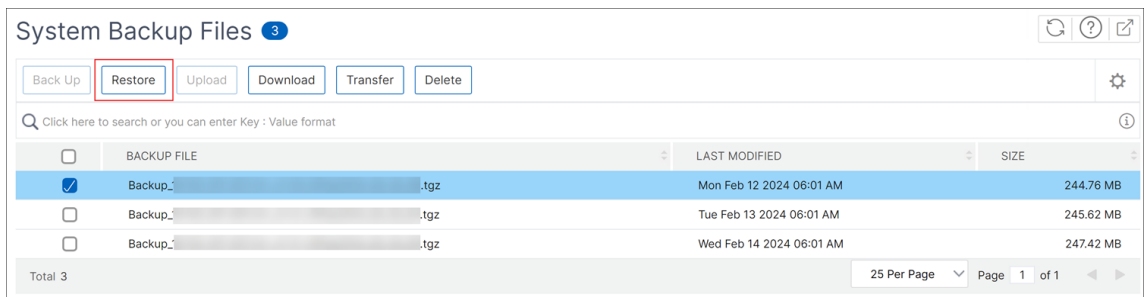 System Backup Files 3
Back Up Restore Upload Download Transfer Delete
Click here to search or you can enter Key : Value format
BACKUP FILE LAST MODIFIED SIZE
Backup_ .tgz Mon Feb 12 2024 06:01 AM 244.76 MB
Backup_ .tgz Tue Feb 13 2024 06:01 AM 245.62 MB
Backup_ .tgz Wed Feb 14 2024 06:01 AM 247.42 MB
Total 3 25 Per Page Page 1 of 1